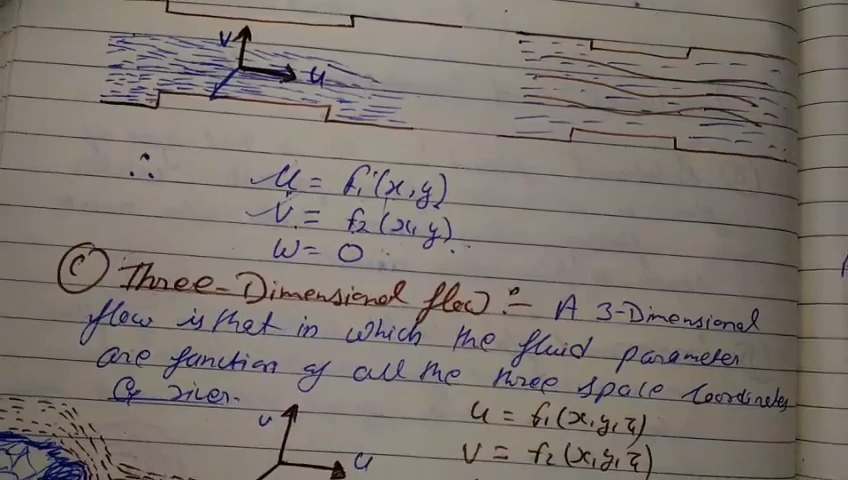 V
u
∴ u = f₁(x,y)
V = f₂(x,y)
w = 0
(C) Three-Dimensional flow :- A 3-Dimensional
flow is that in which the fluid parameter
are function of all the three space coordinates
&
u
u = f₁(x,y,z)
V = f₂(x,y,z)